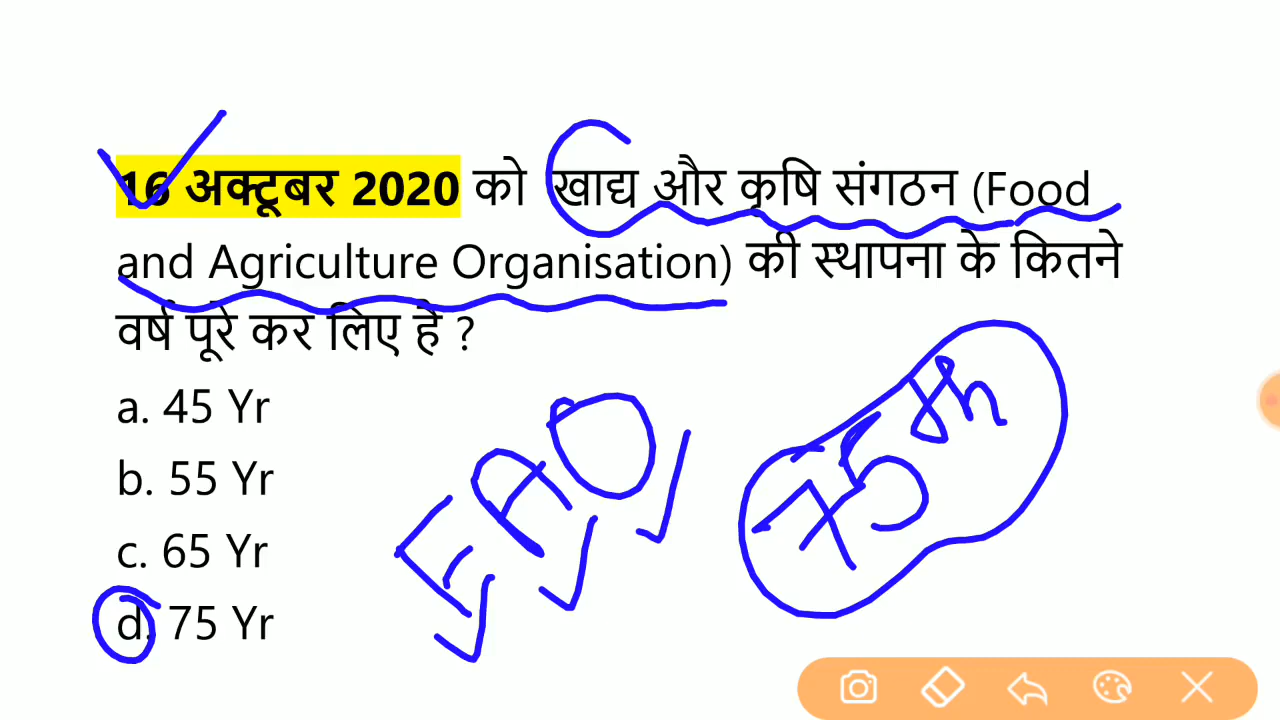 16 अक्टूबर 2020 को खाद्य और कृषि संगठन (Food
and Agriculture Organisation) की स्थापना के कितने
वर्ष पूरे कर लिए है ?
a. 45 Yr
b. 55 Yr
c. 65 Yr
d. 75 Yr
FAO
75th